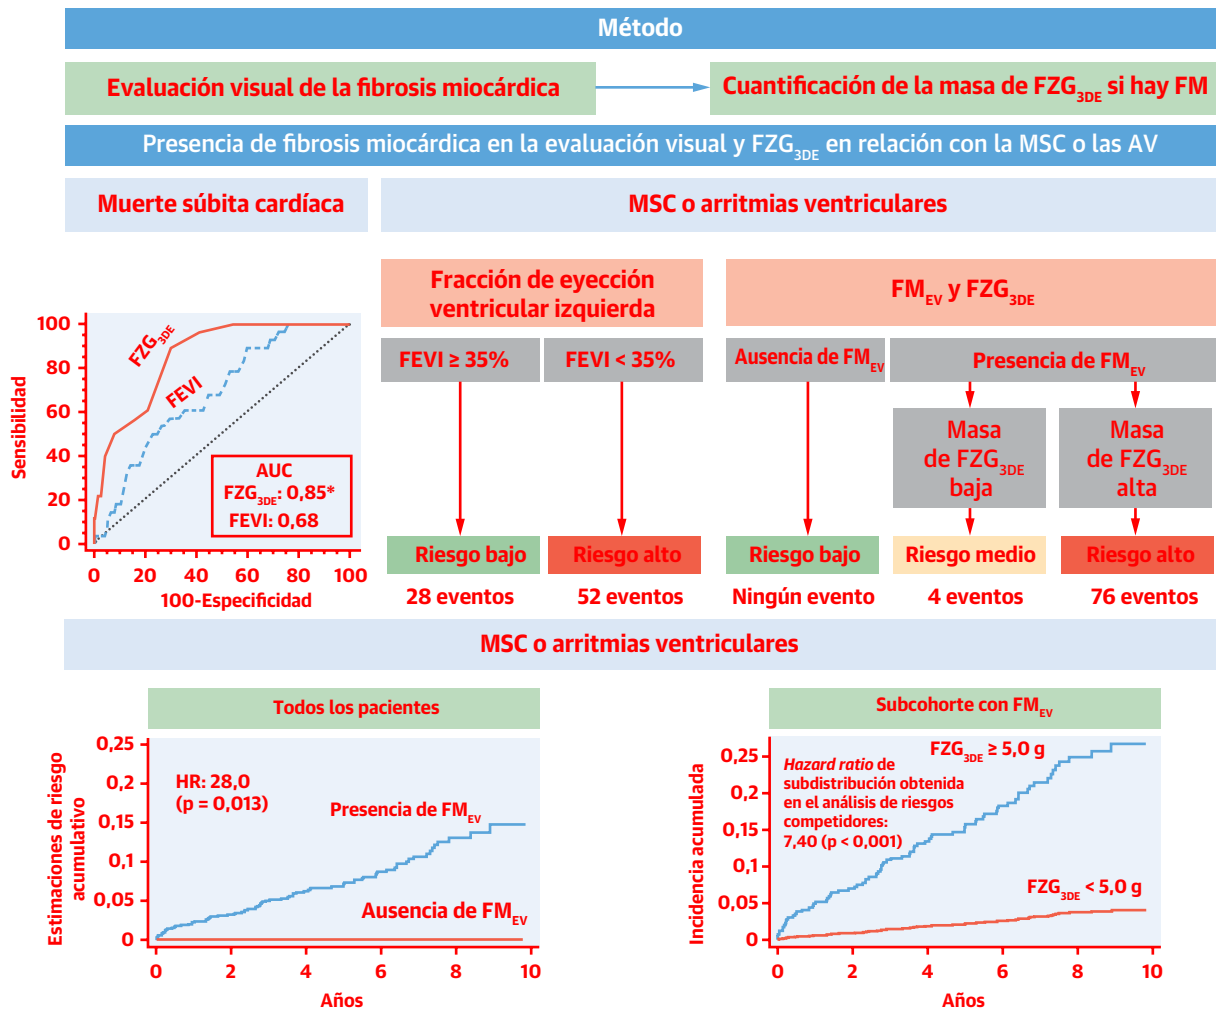 Método
Evaluación visual de la fibrosis miocárdica
Cuantificación de la masa de FZG3DE si hay FM
Presencia de fibrosis miocárdica en la evaluación visual y FZG3DE en relación con la MSC o las AV
Muerte súbita cardíaca
MSC o arritmias ventriculares
Sensibilidad
100
80
60
40
20
0
FZG3DE
FEVI
AUC
FZG3DE: 0,85*
FEVI: 0,68
0 20 40 60 80 100
100-Especificidad
Fracción de eyección
ventricular izquierda
FEVI ≥ 35%
FEVI < 35%
Riesgo bajo
Riesgo alto
28 eventos
52 eventos
FMEV y FZG3DE
Ausencia de FMEV
Presencia de FMEV
Masa
de FZG3DE
baja
Masa
de FZG3DE
alta
Riesgo bajo
Riesgo medio
Riesgo alto
Ningún evento
4 eventos
76 eventos
MSC o arritmias ventriculares
Todos los pacientes
Estimaciones de riesgo
acumulativo
0,25
0,2
0,15
0,1
0,05
0
HR: 28,0
(p = 0,013)
Presencia de FMEV
Ausencia de FMEV
0 2 4 6 8 10
Años
Subcohorte con FMEV
Incidencia acumulada
0,25
0,2
0,15
0,1
0,05
0
Hazard ratio de
subdistribución obtenida
en el análisis de riesgos
competidores:
7,40 (p < 0,001)
FZG3DE ≥ 5,0 g
FZG3DE < 5,0 g
0 2 4 6 8 10
Años